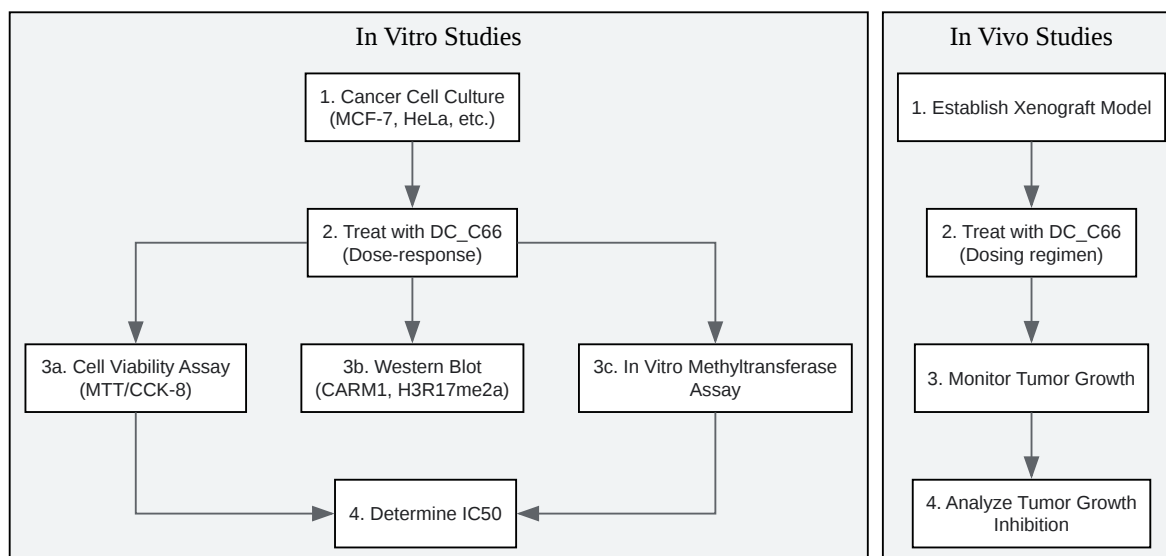 In Vitro Studies
1. Cancer Cell Culture
(MCF-7, HeLa, etc.)
2. Treat with DC_C66
(Dose-response)
3a. Cell Viability Assay
(MTT/CCK-8)
3b. Western Blot
(CARM1, H3R17me2a)
3c. In Vitro Methyltransferase
Assay
4. Determine IC50
In Vivo Studies
1. Establish Xenograft Model
2. Treat with DC_C66
(Dosing regimen)
3. Monitor Tumor Growth
4. Analyze Tumor Growth
Inhibition